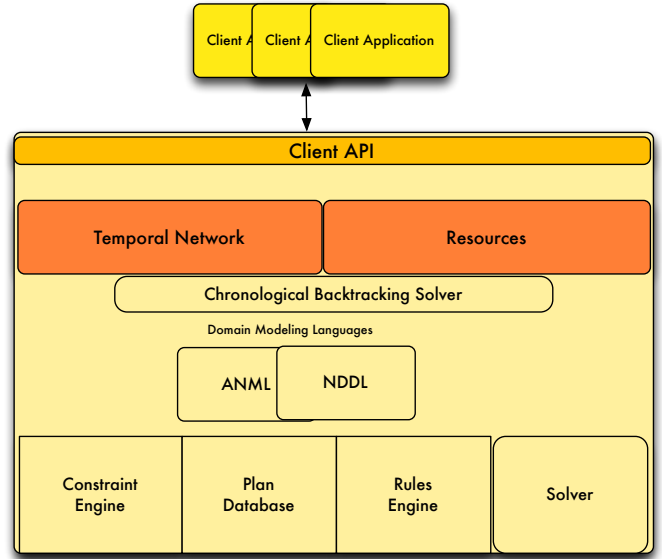 Client A
Client A
Client Application
Client API
Temporal Network
Resources
Chronological Backtracking Solver
Domain Modeling Languages
ANML
NDDL
Constraint
Engine
Plan
Database
Rules
Engine
Solver